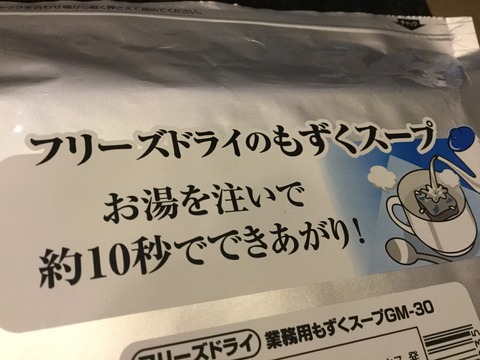 フリーズドライのもずくスープ
お湯を注いで
約10秒でできあがり!
フリーズドライ 業務用もずくスープGM-30